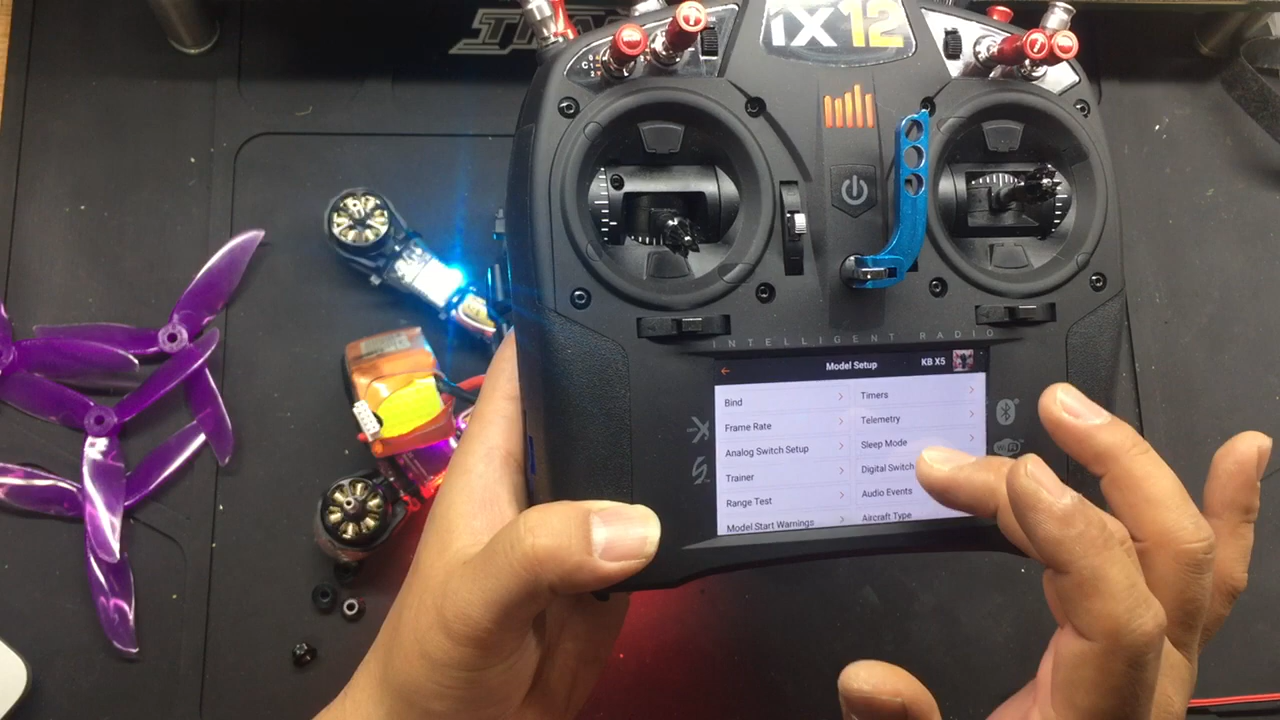 iX12
INTELLIGENT RADIO
Model Setup
KB X5
Bind
Timers
Frame Rate
Telemetry
Analog Switch Setup
Sleep Mode
Trainer
Digital Switch
Range Test
Audio Events
Model Start Warnings
Aircraft Type